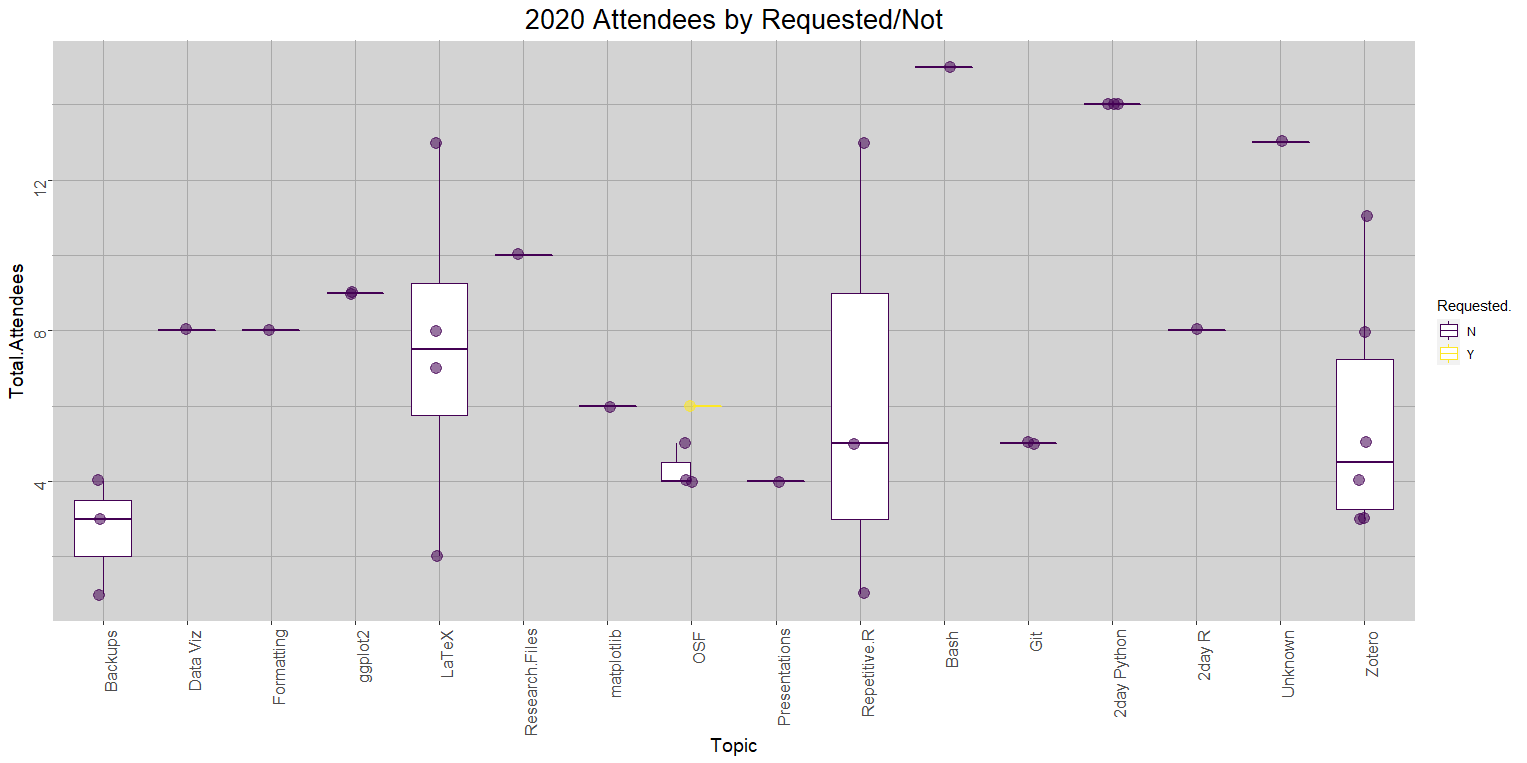 2020 Attendees by Requested/Not
Total.Attendees
12
8
4
Backups
Data Viz
Formatting
ggplot2
LaTeX
Research.Files
matplotlib
OSF
Presentations
Repetitive.R
Bash
Git
2day Python
2day R
Unknown
Zotero
Topic
Requested.
N
Y